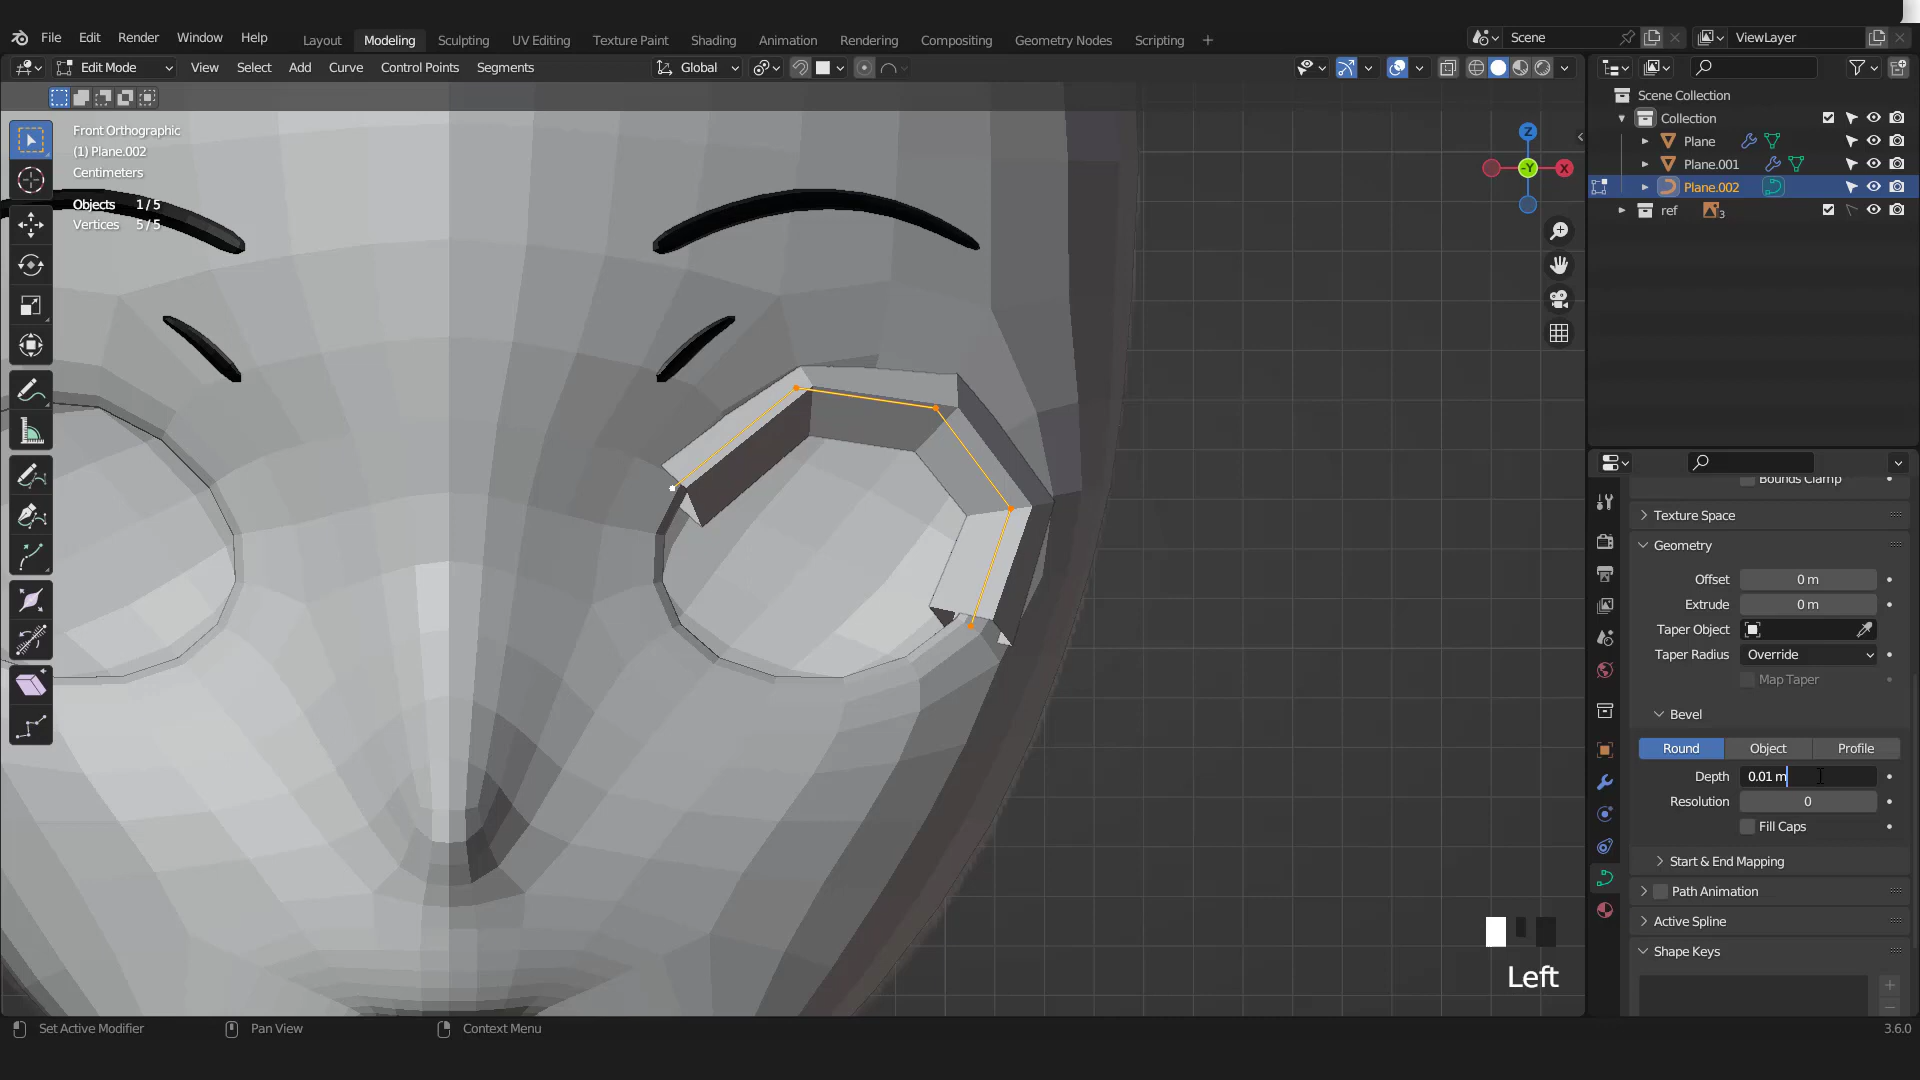 File Edit Render Window Help Layout Modeling Sculpting UV Editing Texture Paint Shading Animation Rendering Compositing Geometry Nodes Scripting Scene ViewLayer
Edit Mode View Select Add Curve Control Points Segments Global
Front Orthographic
(1) Plane.002
Centimeters
Objects 1/5
Vertices 5/5
Z
-Y
X
Scene Collection
Collection
Plane
Plane.001
Plane.002
ref 3
Bounds Clamp
Texture Space
Geometry
Offset 0 m
Extrude 0 m
Taper Object
Taper Radius Override
Map Taper
Bevel
Round Object Profile
Depth 0.01 m
Resolution 0
Fill Caps
Start & End Mapping
Path Animation
Active Spline
Shape Keys
Left
Set Active Modifier Pan View Context Menu 3.6.0